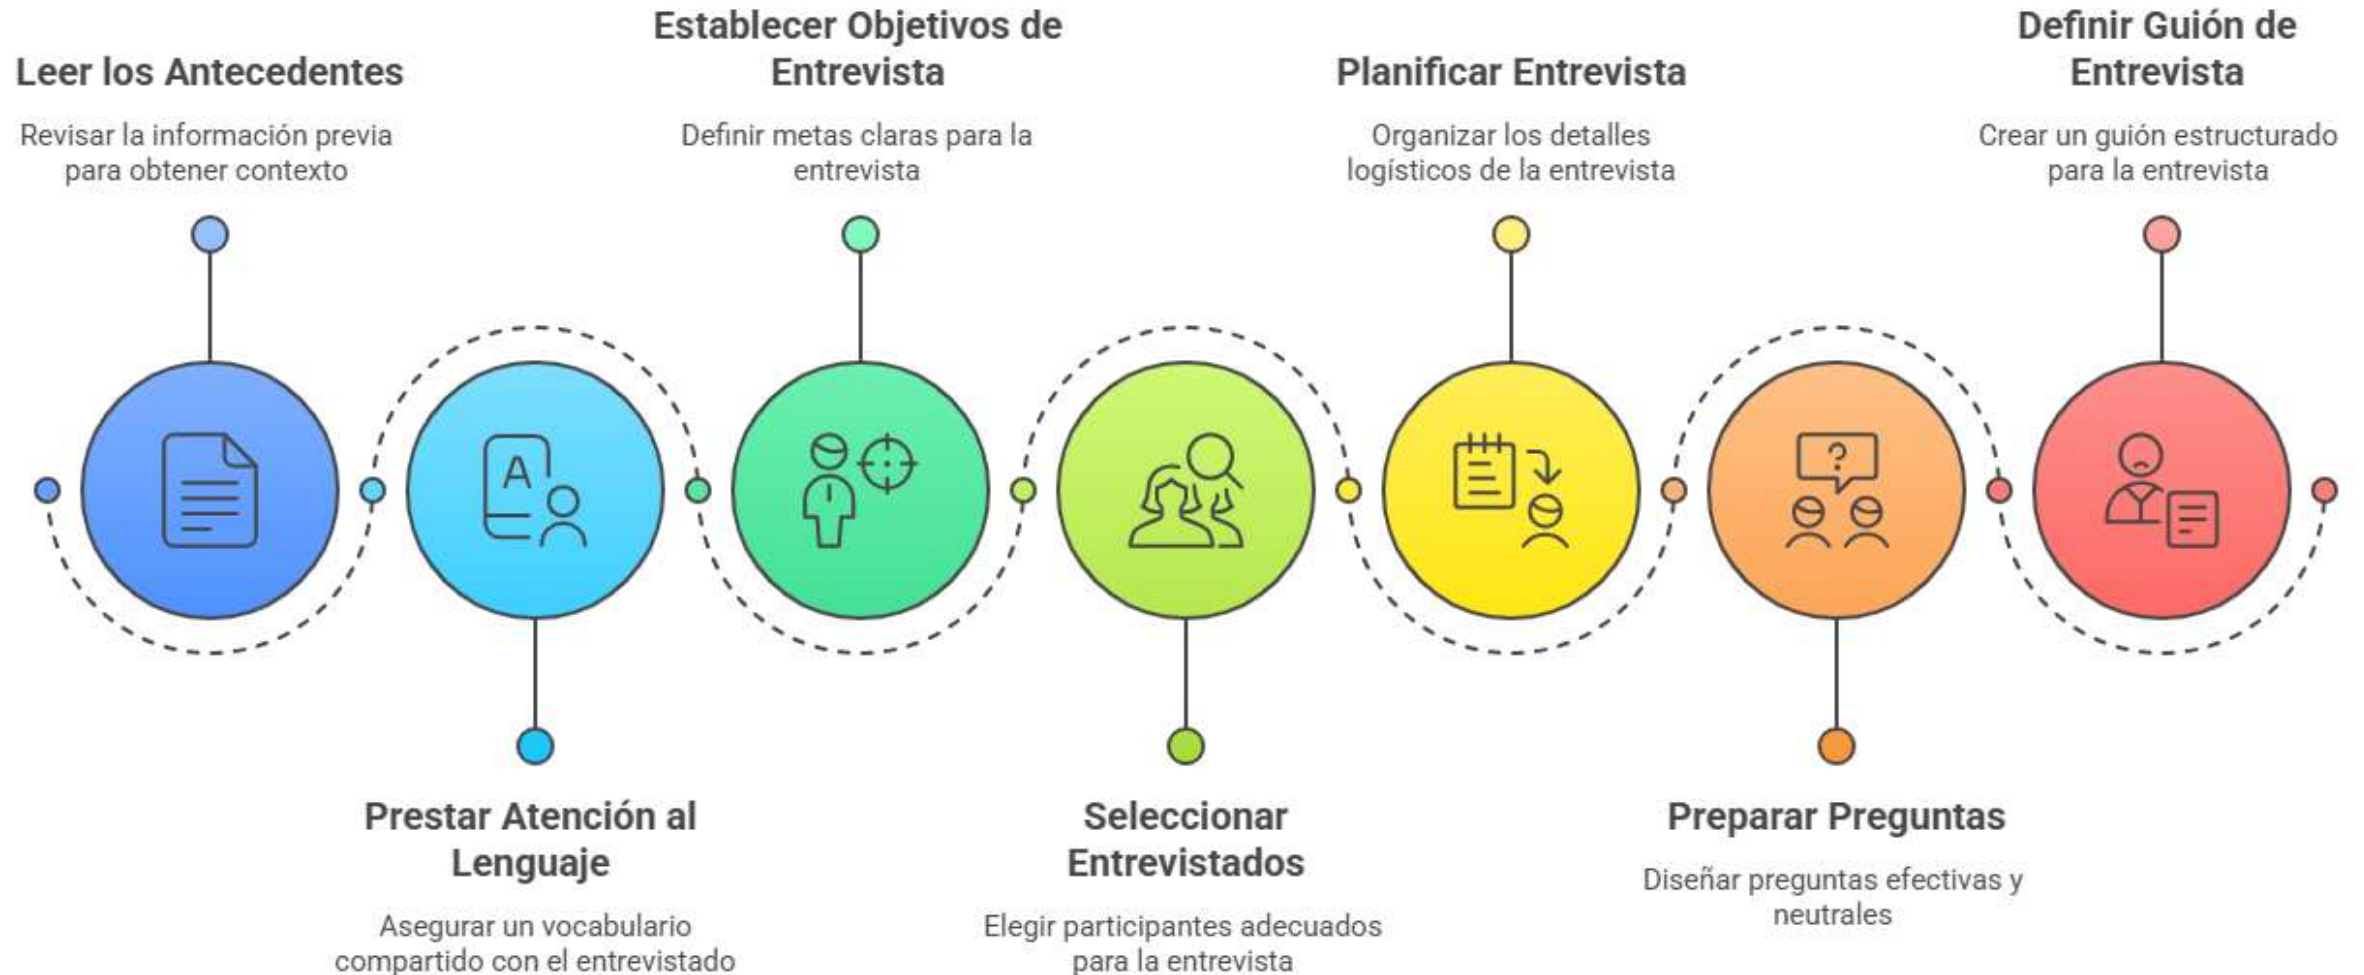 Leer los Antecedentes
Revisar la información previa
para obtener contexto
Prestar Atención al
Lenguaje
Asegurar un vocabulario
compartido con el entrevistado
Establecer Objetivos de
Entrevista
Definir metas claras para la
entrevista
Seleccionar
Entrevistados
Elegir participantes adecuados
para la entrevista
Planificar Entrevista
Organizar los detalles
logísticos de la entrevista
Preparar Preguntas
Diseñar preguntas efectivas y
neutrales
Definir Guión de
Entrevista
Crear un guión estructurado
para la entrevista
A
?